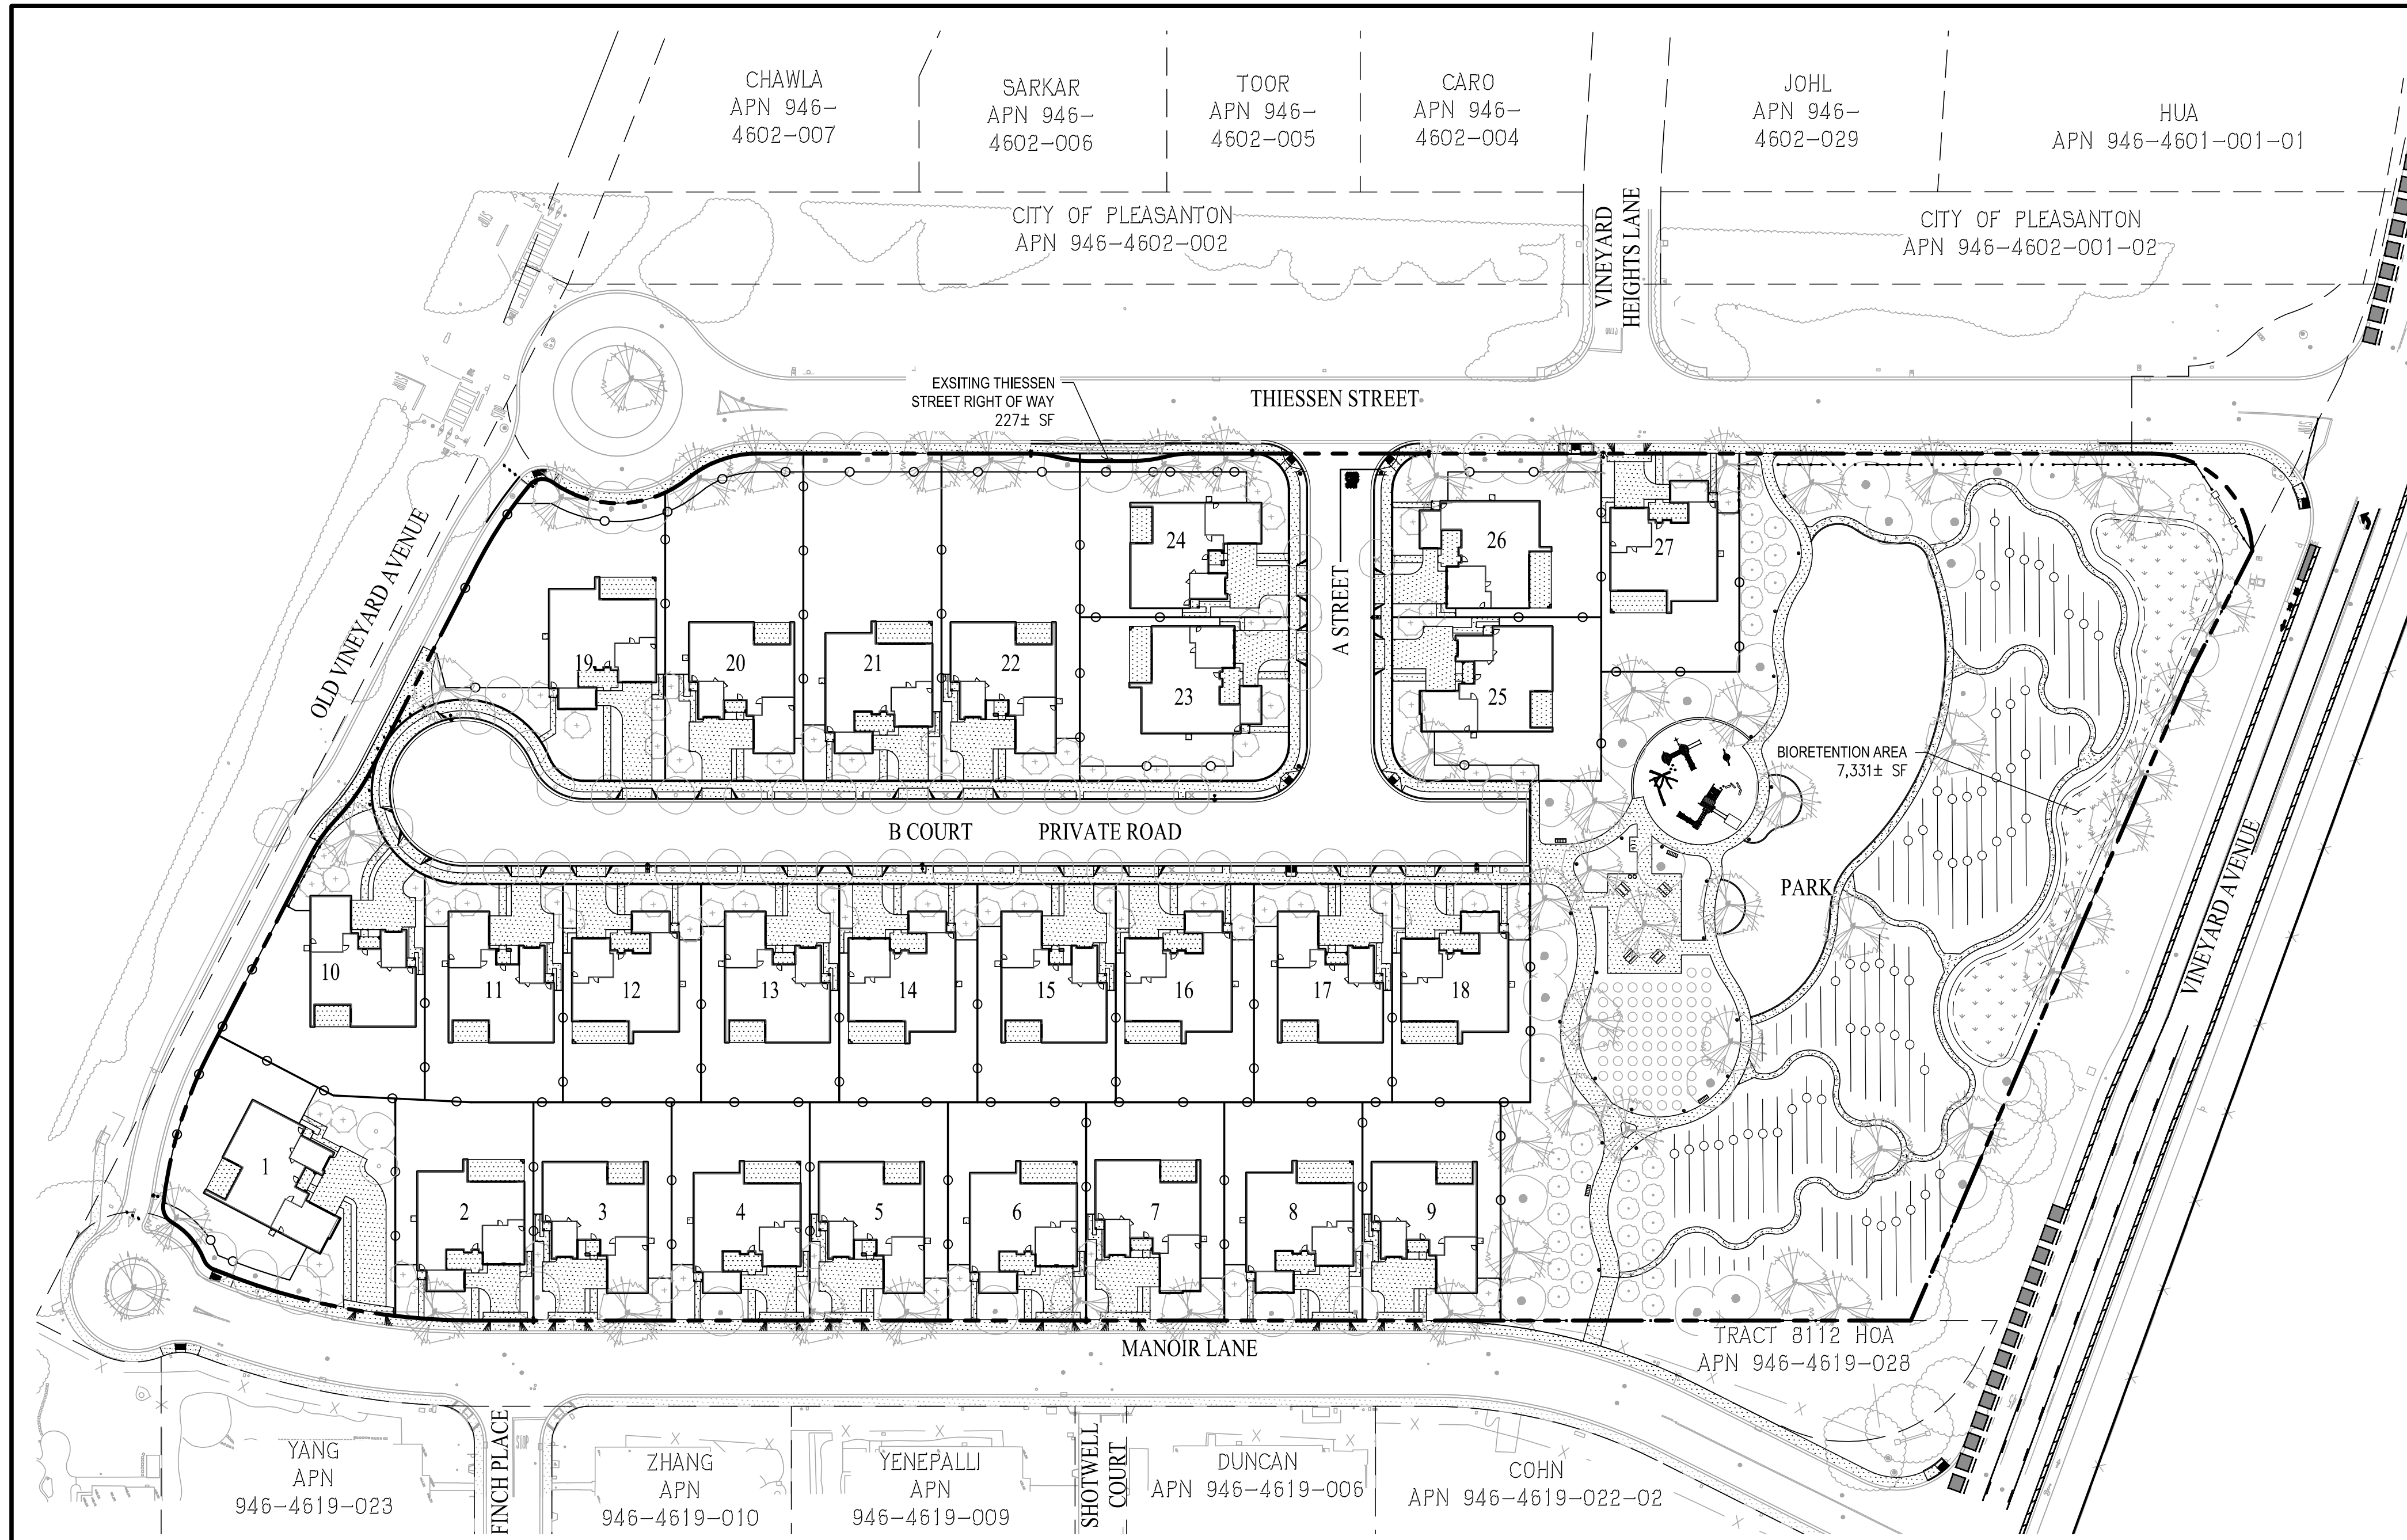 CHAWLA
APN 946-
4602-007
SARKAR
APN 946-
4602-006
TOOR
APN 946-
4602-005
CARO
APN 946-
4602-004
JOHL
APN 946-
4602-029
HUA
APN 946-4601-001-01
CITY OF PLEASANTON
APN 946-4602-002
VINEYARD
HEIGHTS LANE
CITY OF PLEASANTON
APN 946-4602-001-02
EXSITING THIESSEN
STREET RIGHT OF WAY
227± SF
THIESSEN STREET
OLD VINEYARD AVENUE
A STREET
24
26
27
19
20
21
22
23
25
BIORETENTION AREA
7,331± SF
B COURT
PRIVATE ROAD
PARK
VINEYARD AVENUE
10
11
12
13
14
15
16
17
18
1
2
3
4
5
6
7
8
9
MANOIR LANE
TRACT 8112 HOA
APN 946-4619-028
YANG
APN
946-4619-023
FINCH PLACE
STOP
ZHANG
APN
946-4619-010
YENEPALLI
APN
946-4619-009
SHOTWELL
COURT
DUNCAN
APN 946-4619-006
COHN
APN 946-4619-022-02